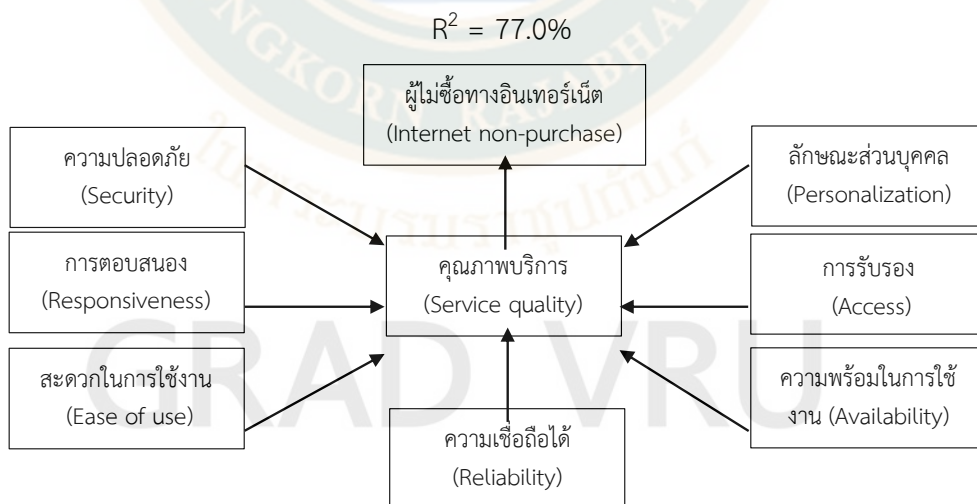 R² = 77.0%
ผู้ไม่ซื้อทางอินเทอร์เน็ต
(Internet non-purchase)
ความปลอดภัย
(Security)
ลักษณะส่วนบุคคล
(Personalization)
การตอบสนอง
(Responsiveness)
คุณภาพบริการ
(Service quality)
การรับรอง
(Access)
สะดวกในการใช้งาน
(Ease of use)
ความพร้อมในการใช้
งาน (Availability)
ความเชื่อถือได้
(Reliability)
GRAD VRU